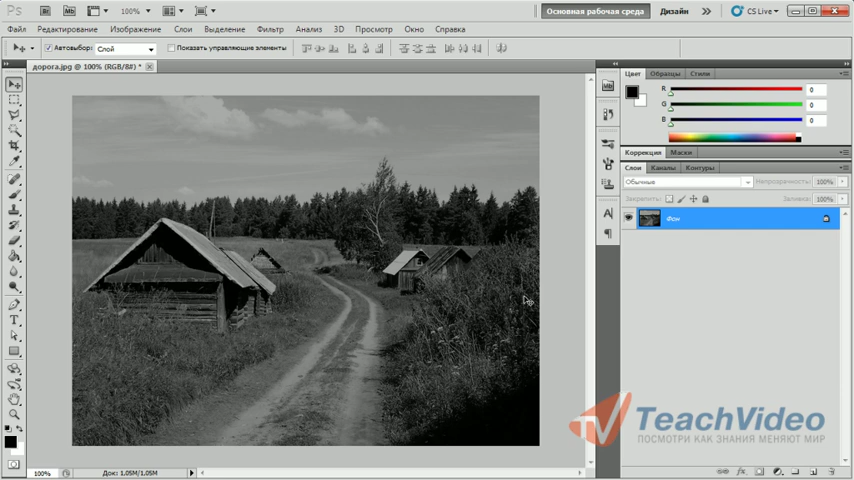 Ps Br Mb 100% Основная рабочая среда Дизайн CS Live
Файл Редактирование Изображение Слои Выделение Фильтр Анализ 3D Просмотр Окно Справка
Автовыбор: Слой Показать управляющие элементы
дорога.jpg @ 100% (RGB/8#) *
Цвет Образцы Стили
R 0
G 0
B 0
Коррекция Маски
Слои Каналы Контуры
Обычные Непрозрачность: 100%
Закрепить: Заливка: 100%
Фон
TeachVideo
ПОСМОТРИ КАК ЗНАНИЯ МЕНЯЮТ МИР
100% Док: 1.05M/1.05M